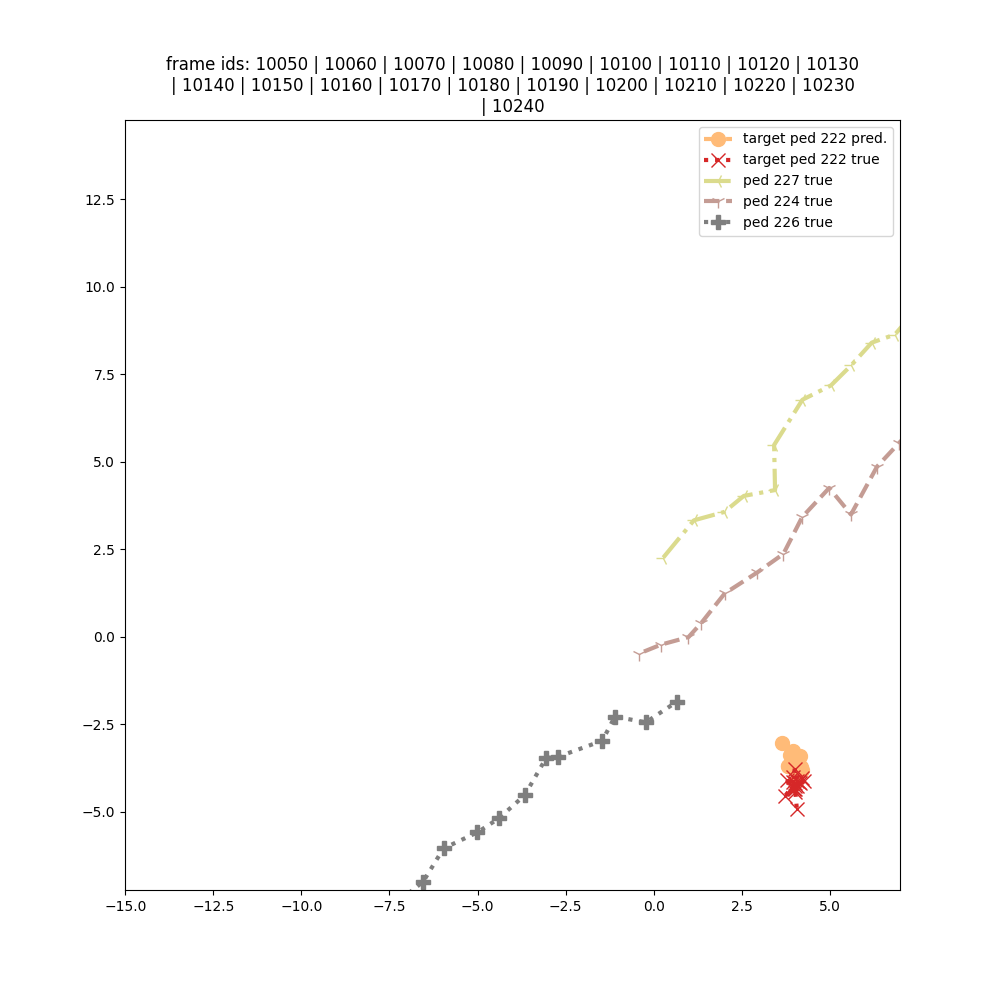 frame ids: 10050 | 10060 | 10070 | 10080 | 10090 | 10100 | 10110 | 10120 | 10130
| 10140 | 10150 | 10160 | 10170 | 10180 | 10190 | 10200 | 10210 | 10220 | 10230
| 10240
target ped 222 pred.
target ped 222 true
ped 227 true
ped 224 true
ped 226 true
12.5
10.0
7.5
5.0
2.5
0.0
−2.5
−5.0
−15.0 −12.5 −10.0 −7.5 −5.0 −2.5 0.0 2.5 5.0